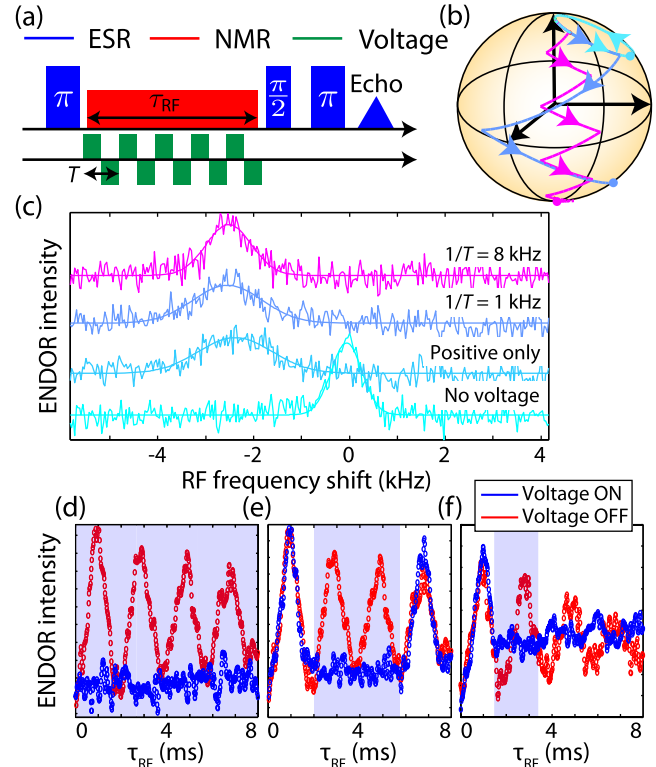 (a)
ESR NMR Voltage
π τRF π/2 π Echo
T
(b)
(c)
ENDOR intensity
1/T = 8 kHz
1/T = 1 kHz
Positive only
No voltage
-4 -2 0 2 4
RF frequency shift (kHz)
(d) (e) (f)
Voltage ON
Voltage OFF
ENDOR intensity
0 4 8 0 4 8 0 4 8
τRF (ms) τRF (ms) τRF (ms)